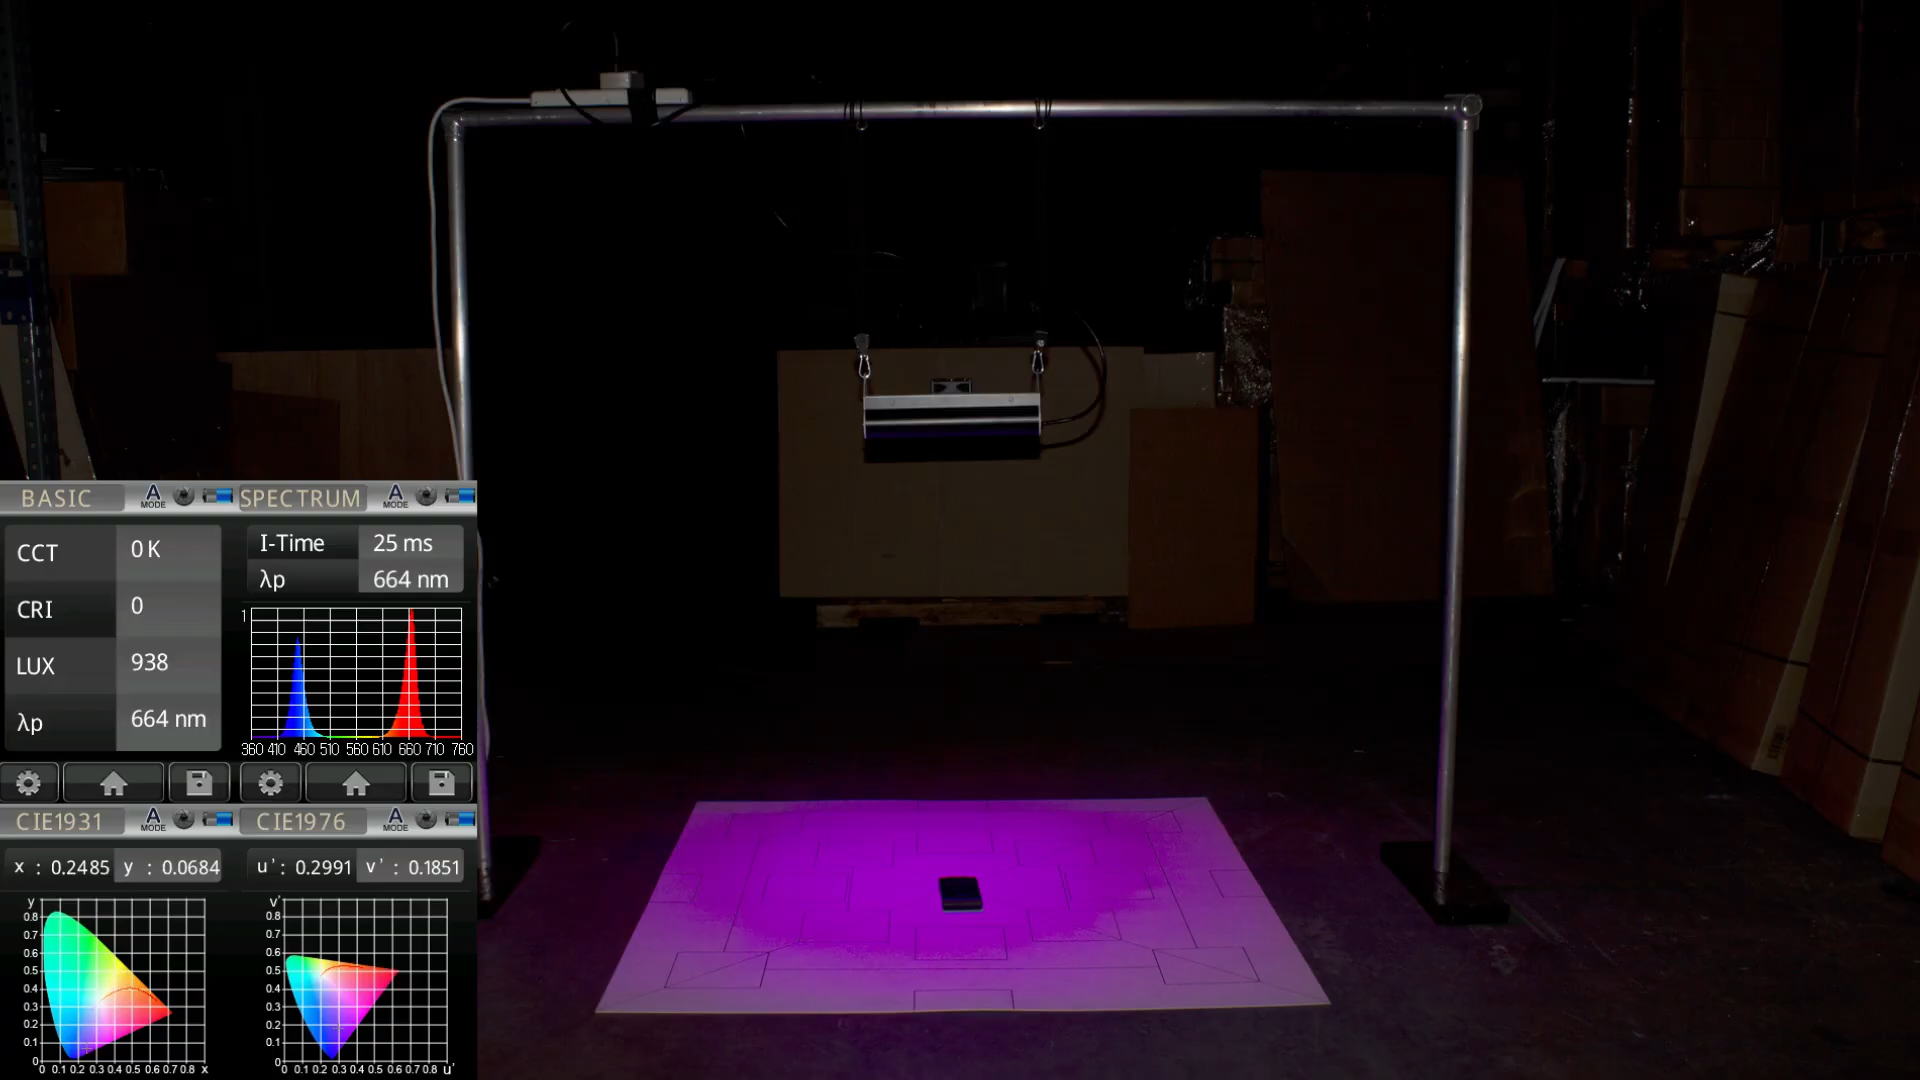 BASIC A MODE
CCT 0 K
CRI 0
LUX 938
λp 664 nm
SPECTRUM A MODE
I-Time 25 ms
λp 664 nm
1
360 410 460 510 560 610 660 710 760
CIE1931 A MODE
x : 0.2485 y : 0.0684
y
0.8
0.7
0.6
0.5
0.4
0.3
0.2
0.1
0
0 0.1 0.2 0.3 0.4 0.5 0.6 0.7 0.8 x
CIE1976 A MODE
u' : 0.2991 v' : 0.1851
v'
0.8
0.7
0.6
0.5
0.4
0.3
0.2
0.1
0
0 0.1 0.2 0.3 0.4 0.5 0.6 0.7 0.8 u'